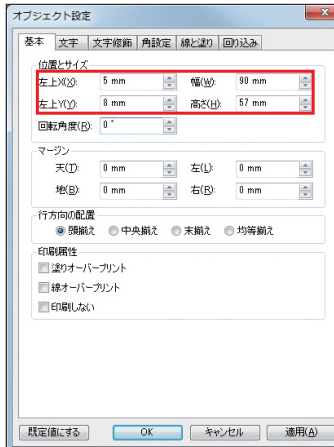 オブジェクト設定
基本 文字 文字修飾 角設定 線と塗り 回り込み
位置とサイズ
左上X(X): 5 mm 幅(W): 90 mm
左上Y(Y): 8 mm 高さ(H): 57 mm
回転角度(R): 0 °
マージン
天(T): 0 mm 左(L): 0 mm
地(B): 0 mm 右(R): 0 mm
行方向の配置
頭揃え 中央揃え 末揃え 均等揃え
印刷属性
塗りオーバープリント
線オーバープリント
印刷しない
既定値にする OK キャンセル 適用(A)